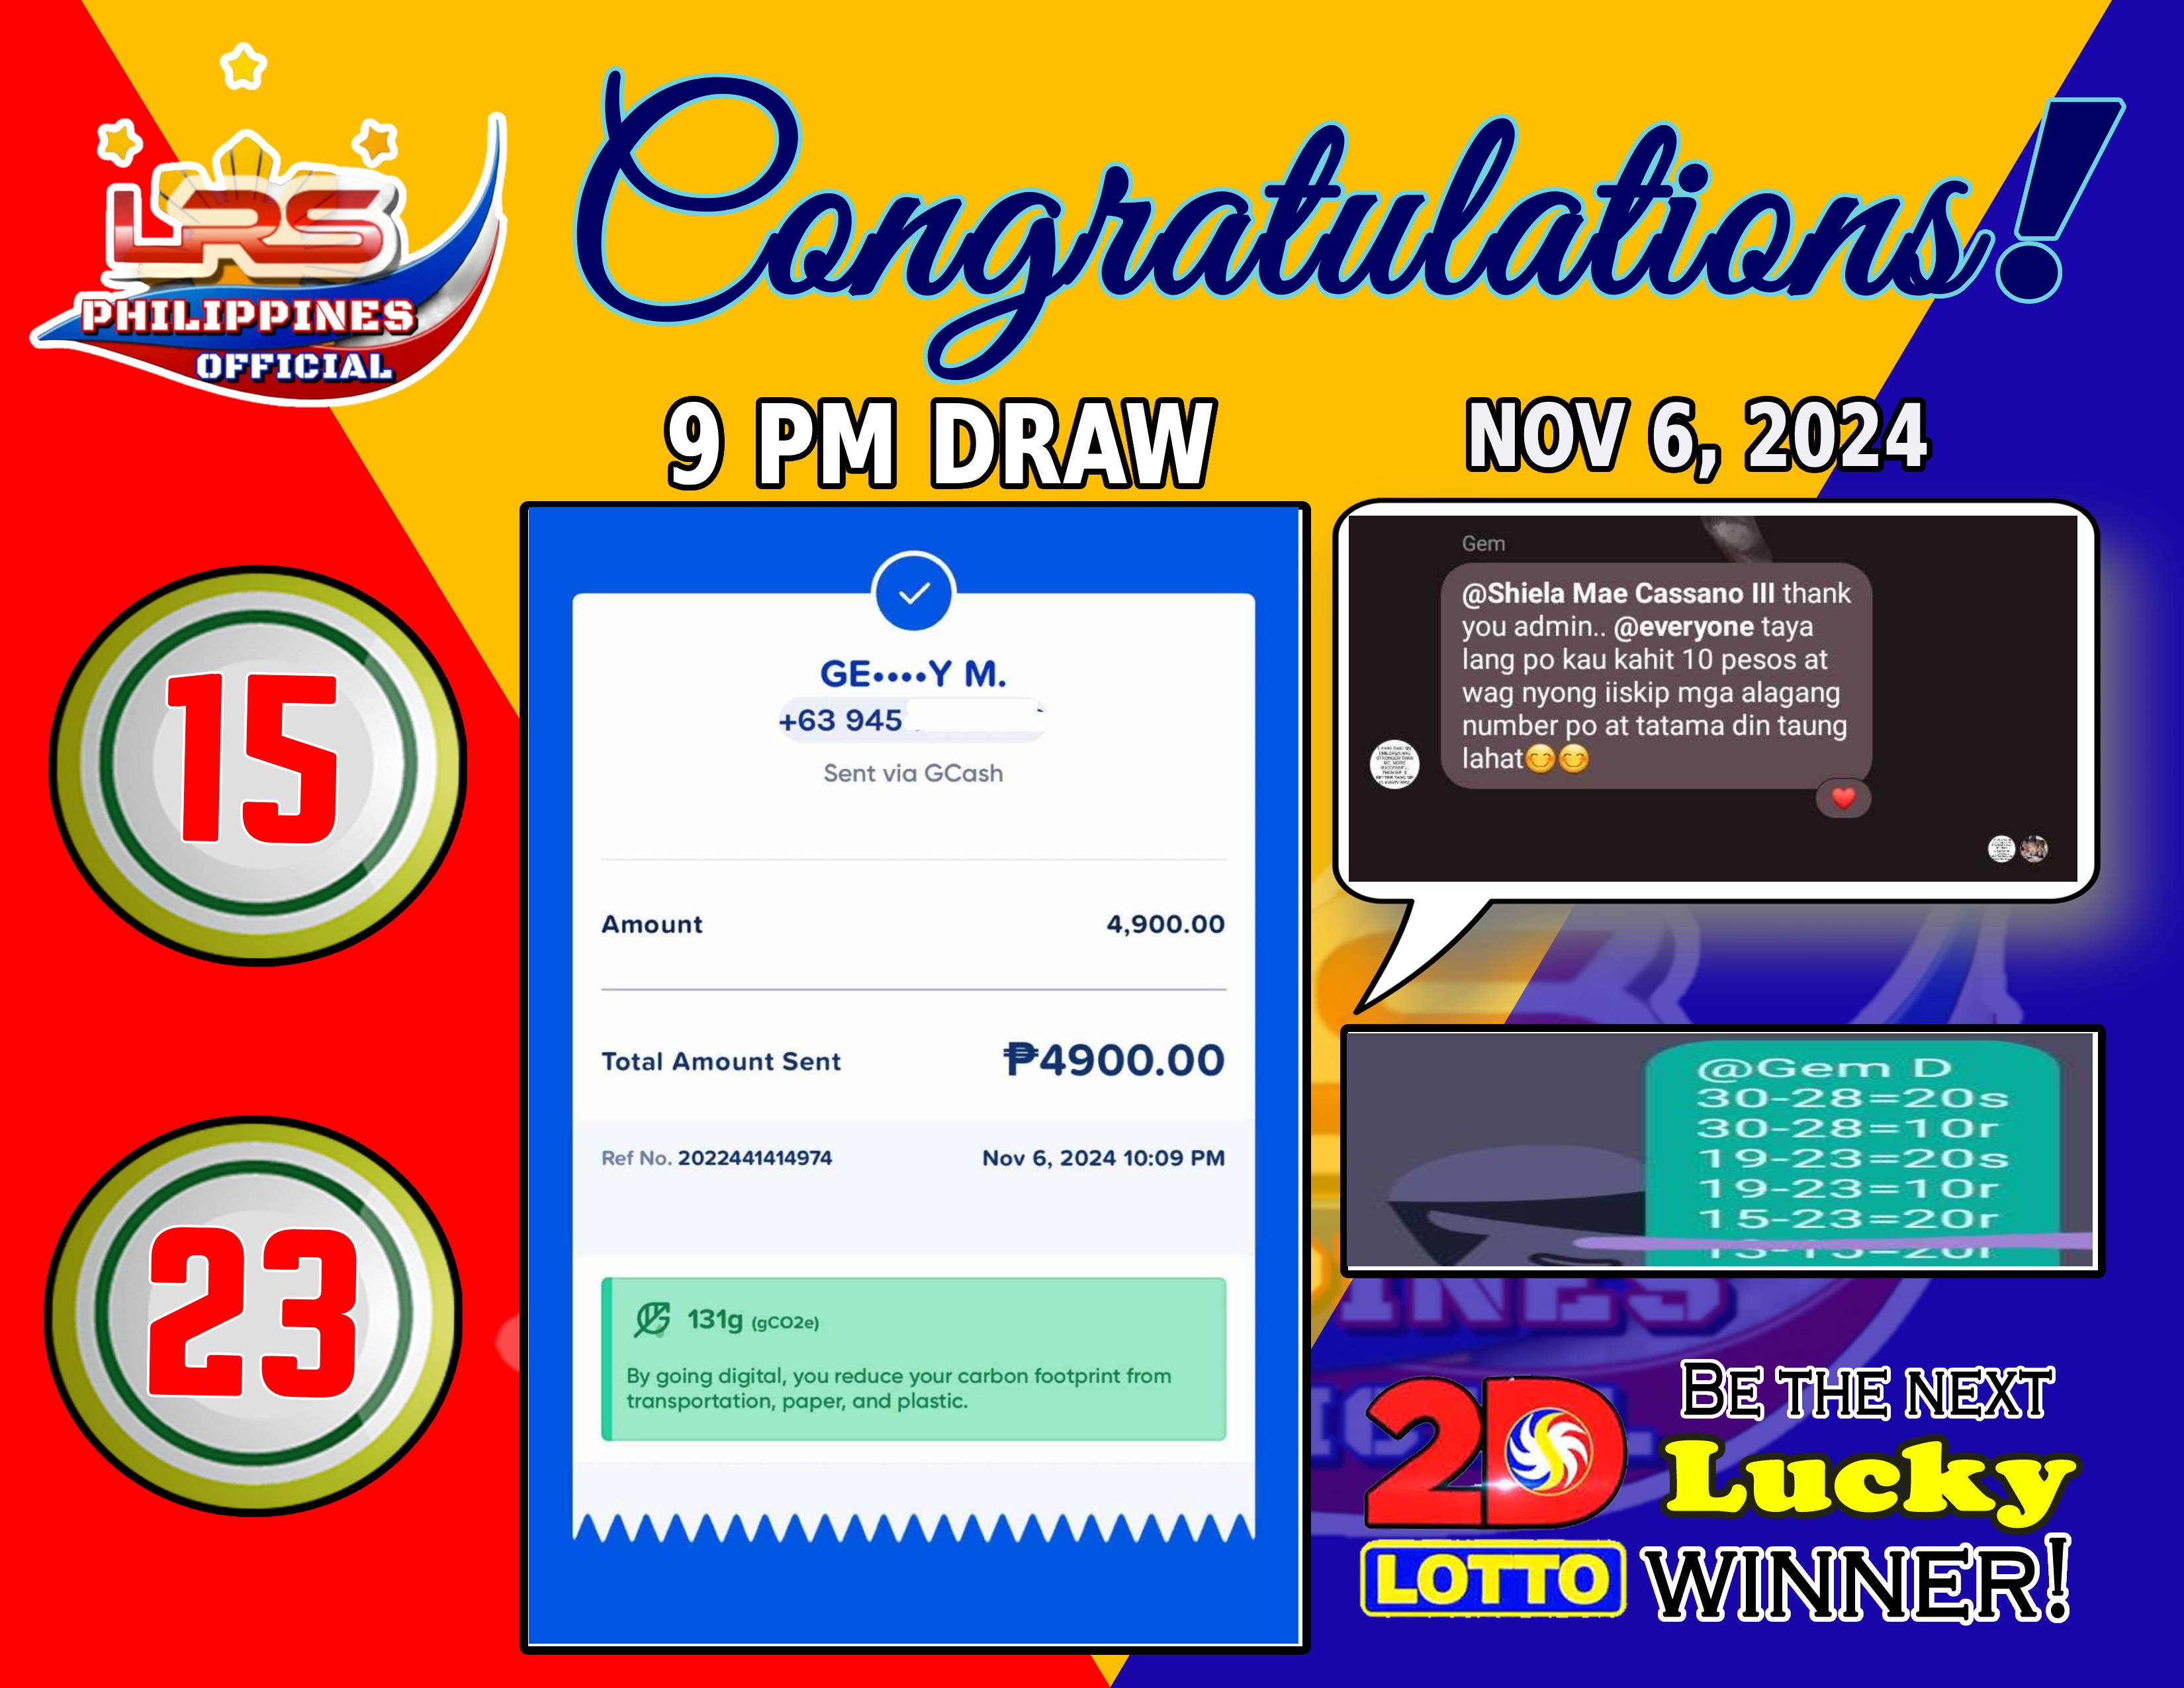 LRS
PHILIPPINES
OFFICIAL
Congratulations!
9 PM DRAW
NOV 6, 2024
15
23
GE••••Y M.
+63 945
Sent via GCash
Amount 4,900.00
Total Amount Sent ₱4900.00
Ref No. 2022441414974 Nov 6, 2024 10:09 PM
131g (gCO2e)
By going digital, you reduce your carbon footprint from
transportation, paper, and plastic.
Gem
@Shiela Mae Cassano III thank
you admin.. @everyone taya
lang po kau kahit 10 pesos at
wag nyong iiskip mga alagang
number po at tatama din taung
lahat😊😊
@Gem D
30-28=20s
30-28=10r
19-23=20s
19-23=10r
15-23=20r
2D
LOTTO
BE THE NEXT
Lucky
WINNER!